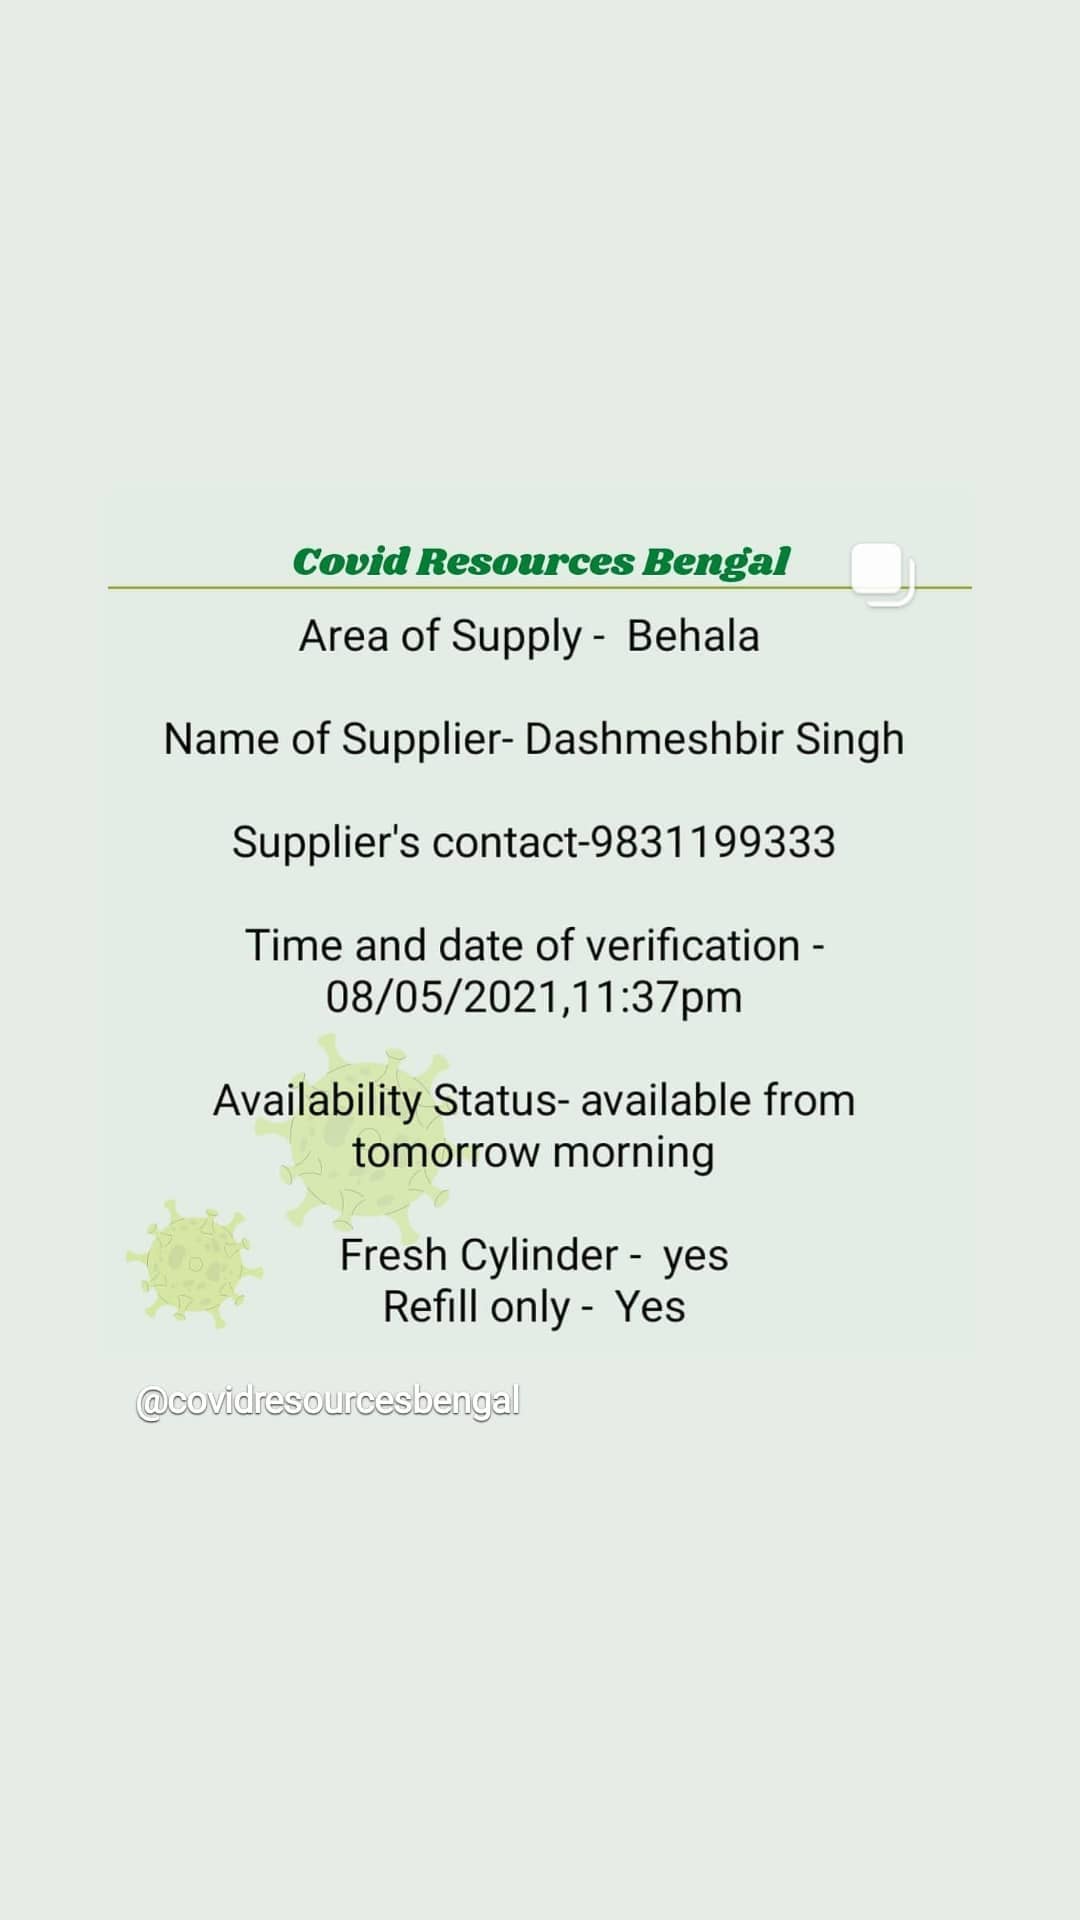 Covid Resources Bengal
Area of Supply -  Behala
Name of Supplier- Dashmeshbir Singh
Supplier's contact-9831199333
Time and date of verification -
08/05/2021,11:37pm
Availability Status- available from
tomorrow morning
Fresh Cylinder -  yes
Refill only -  Yes
@covidresourcesbengal